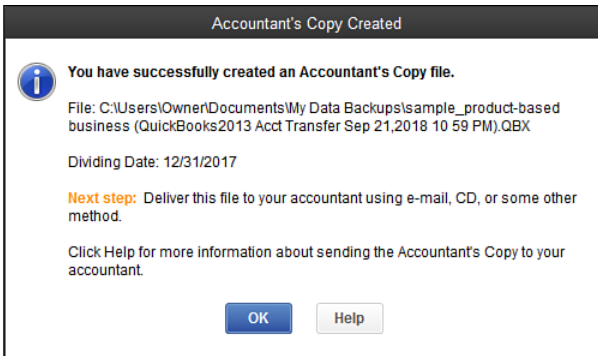 Accountant's Copy Created
You have successfully created an Accountant's Copy file.
File: C:\Users\Owner\Documents\My Data Backups\sample_product-based
business (QuickBooks2013 Acct Transfer Sep 21,2018 10 59 PM).QBX
Dividing Date: 12/31/2017
Next step: Deliver this file to your accountant using e-mail, CD, or some other
method.
Click Help for more information about sending the Accountant's Copy to your
accountant.
OK
Help